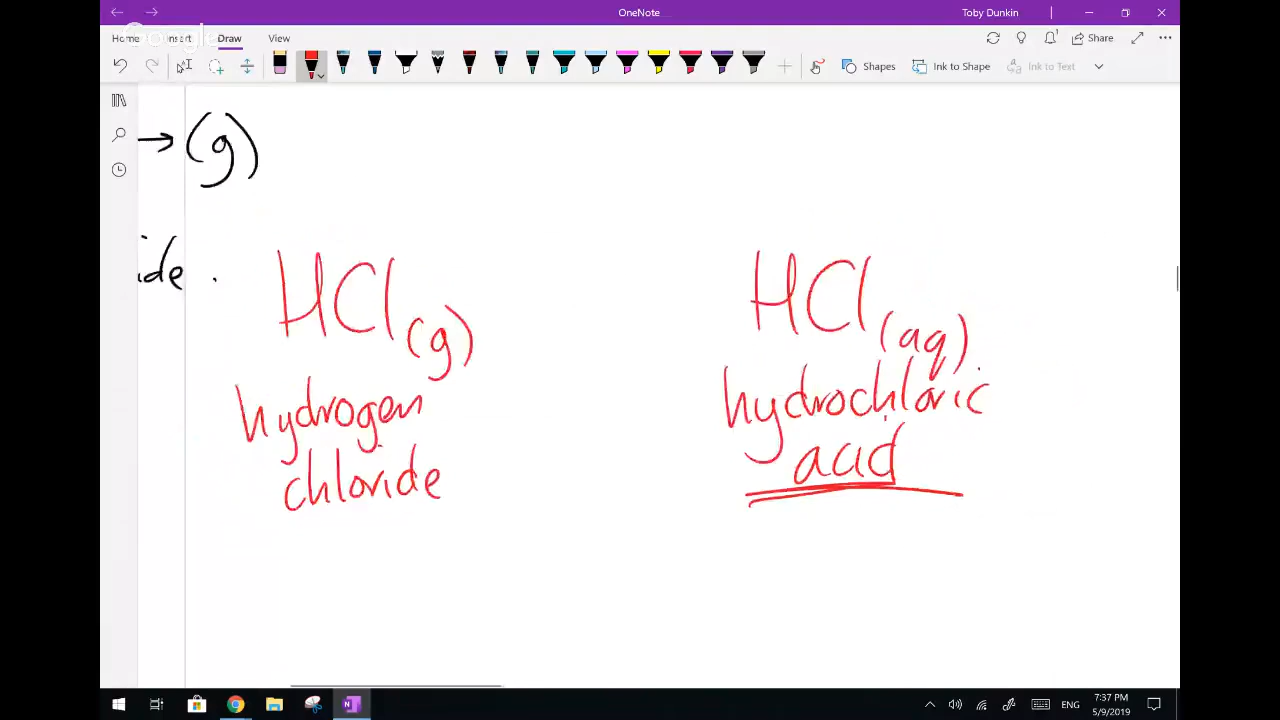 OneNote
Toby Dunkin
Google
Home Insert Draw View
Share
Shapes
Ink to Shape
Ink to Text
→ (g)
ide .
HCl(g)
HCl(aq)
hydrogen
chloride
hydrochloric
acid
ENG
7:37 PM
5/9/2019